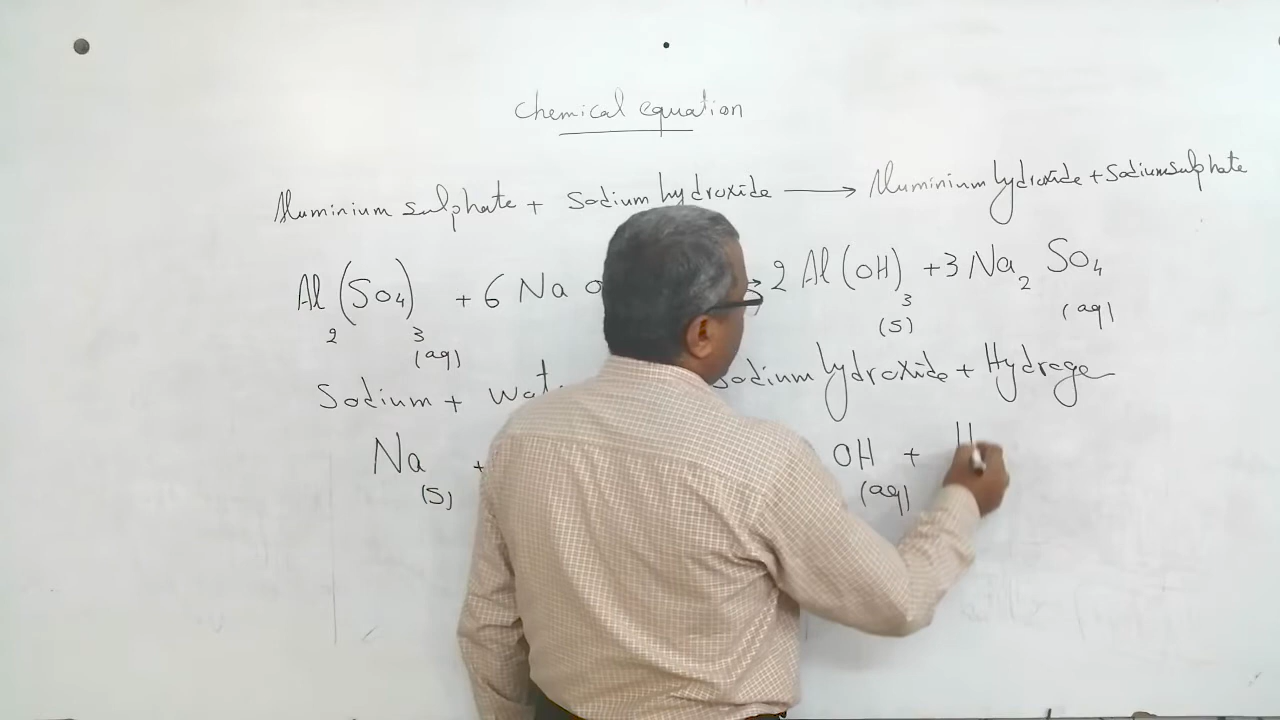 Chemical equation
Aluminium sulphate + Sodium hydroxide → Aluminium hydroxide + Sodium sulphate
Al2(SO4)3 (aq) + 6 Na → 2 Al(OH)3 (s) + 3 Na2 SO4 (aq)
Sodium + Sodium hydroxide + Hydroge
Na (s) + OH (aq) + H